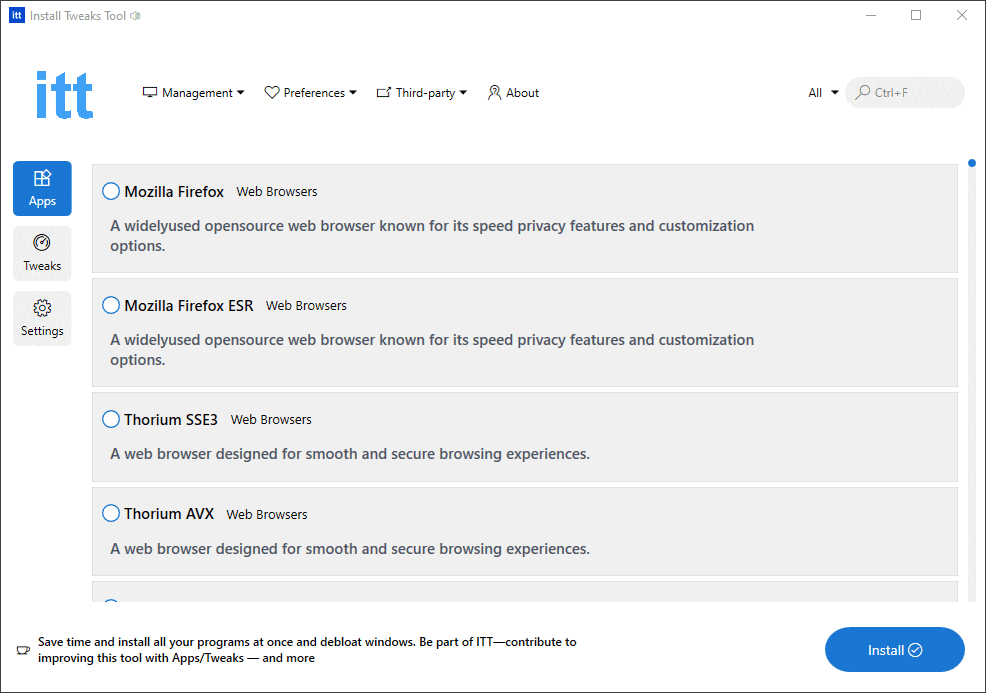 itt Install Tweaks Tool
itt
Management
Preferences
Third-party
About
All
Ctrl+F
Apps
Tweaks
Settings
Mozilla Firefox Web Browsers
A widelyused opensource web browser known for its speed privacy features and customization
options.
Mozilla Firefox ESR Web Browsers
A widelyused opensource web browser known for its speed privacy features and customization
options.
Thorium SSE3 Web Browsers
A web browser designed for smooth and secure browsing experiences.
Thorium AVX Web Browsers
A web browser designed for smooth and secure browsing experiences.
Save time and install all your programs at once and debloat windows. Be part of ITT—contribute to
improving this tool with Apps/Tweaks — and more
Install